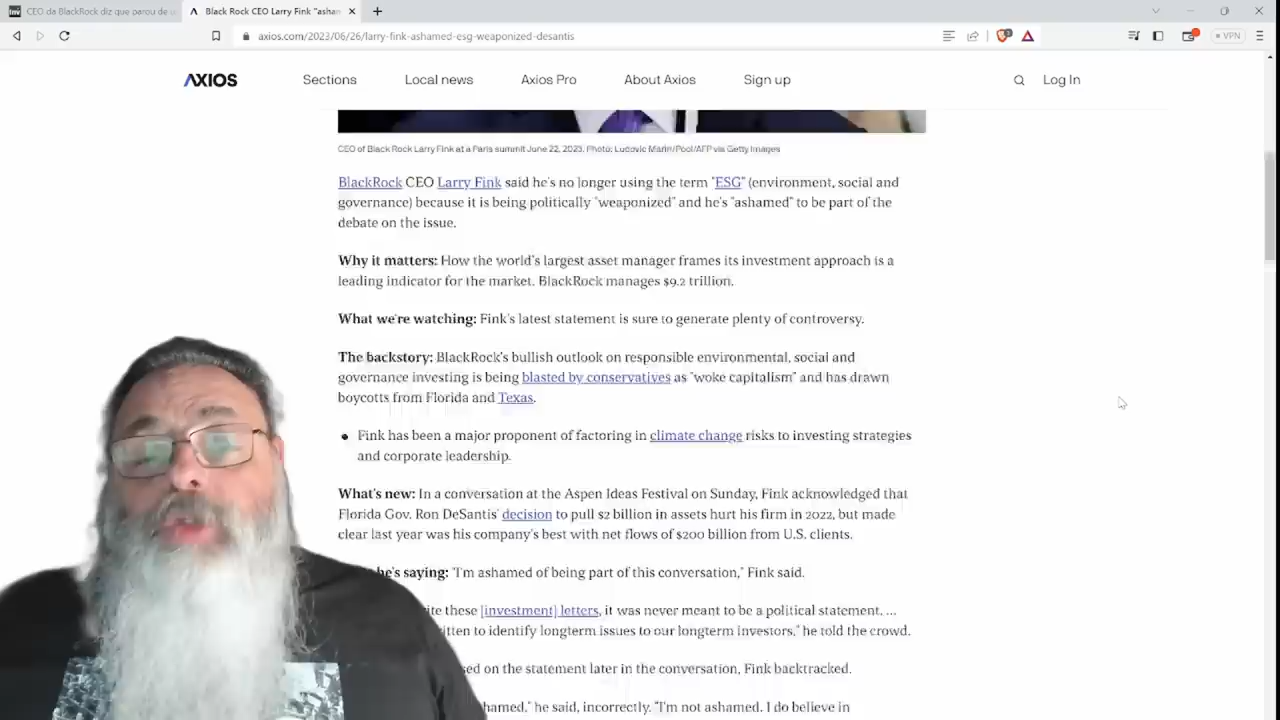 CEO da BlackRock diz que parou de u
Black Rock CEO Larry Fink "asham
axios.com/2023/06/26/larry-fink-ashamed-esg-weaponized-desantis
VPN
AXIOS Sections Local news Axios Pro About Axios Sign up Log In
CEO of Black Rock Larry Fink at a Paris summit June 22, 2023. Photo: Ludovic Marin/Pool/AFP via Getty Images
BlackRock CEO Larry Fink said he's no longer using the term "ESG" (environment, social and
governance) because it is being politically "weaponized" and he's "ashamed" to be part of the
debate on the issue.
Why it matters: How the world's largest asset manager frames its investment approach is a
leading indicator for the market. BlackRock manages $9.2 trillion.
What we're watching: Fink's latest statement is sure to generate plenty of controversy.
The backstory: BlackRock's bullish outlook on responsible environmental, social and
governance investing is being blasted by conservatives as "woke capitalism" and has drawn
boycotts from Florida and Texas.
Fink has been a major proponent of factoring in climate change risks to investing strategies
and corporate leadership.
What's new: In a conversation at the Aspen Ideas Festival on Sunday, Fink acknowledged that
Florida Gov. Ron DeSantis' decision to pull $2 billion in assets hurt his firm in 2022, but made
clear last year was his company's best with net flows of $200 billion from U.S. clients.
he's saying: "I'm ashamed of being part of this conversation," Fink said.
these [investment] letters, it was never meant to be a political statement. ...
to identify longterm issues to our longterm investors," he told the crowd.
on the statement later in the conversation, Fink backtracked.
he said, incorrectly. "I'm not ashamed. I do believe in